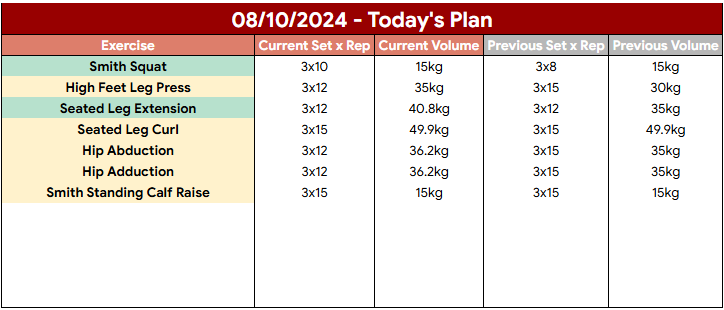 08/10/2024 - Today's Plan
Exercise Current Set x Rep Current Volume Previous Set x Rep Previous Volume
Smith Squat 3x10 15kg 3x8 15kg
High Feet Leg Press 3x12 35kg 3x15 30kg
Seated Leg Extension 3x12 40.8kg 3x12 35kg
Seated Leg Curl 3x15 49.9kg 3x15 49.9kg
Hip Abduction 3x12 36.2kg 3x15 35kg
Hip Adduction 3x12 36.2kg 3x15 35kg
Smith Standing Calf Raise 3x15 15kg 3x15 15kg